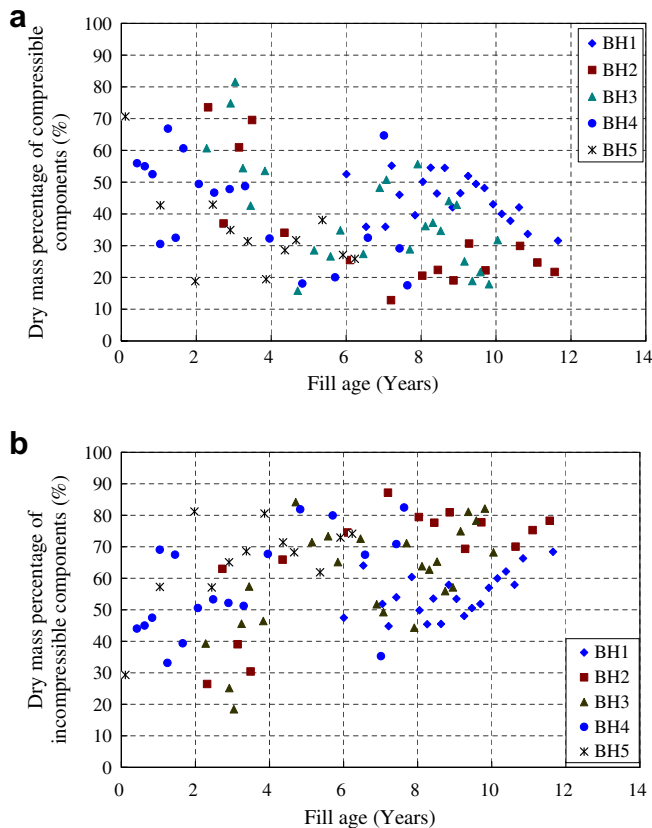 a
100
90
80
70
60
50
40
30
20
10
0
Dry mass percentage of compressible
components (%)
0 2 4 6 8 10 12 14
Fill age (Years)
BH1
BH2
BH3
BH4
BH5
b
100
90
80
70
60
50
40
30
20
10
0
Dry mass percentage of
incompressible components (%)
0 2 4 6 8 10 12 14
Fill age (Years)
BH1
BH2
BH3
BH4
BH5